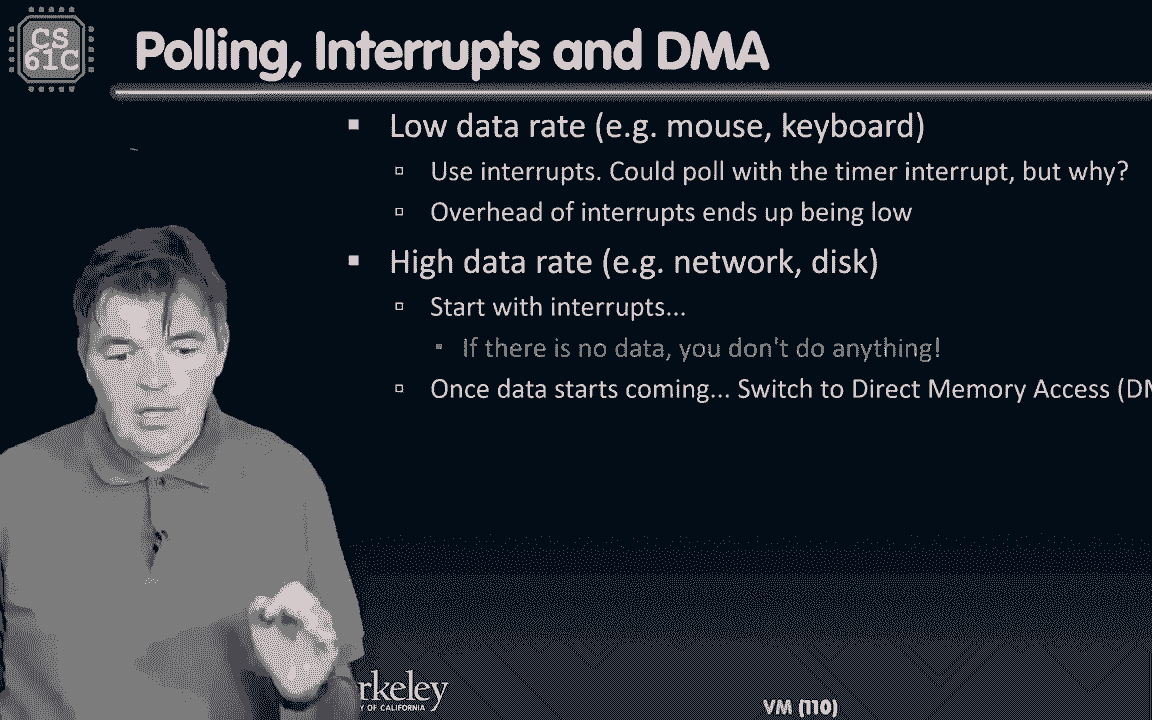 CS
61C
Polling, Interrupts and DMA
Low data rate (e.g. mouse, keyboard)
Use interrupts. Could poll with the timer interrupt, but why?
Overhead of interrupts ends up being low
High data rate (e.g. network, disk)
Start with interrupts...
If there is no data, you don't do anything!
Once data starts coming... Switch to Direct Memory Access (DM
rkeley
Y OF CALIFORNIA
VM (110)